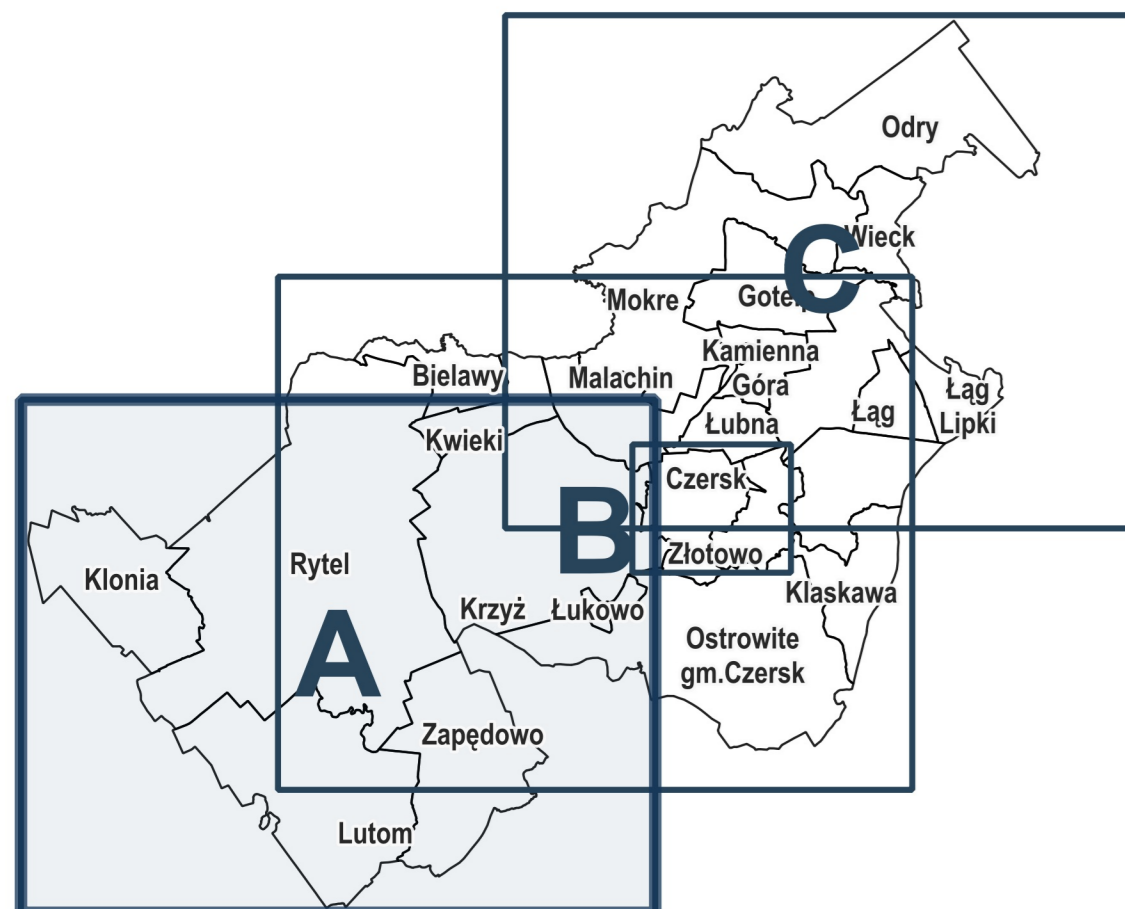 Odry
Wieck
C
Mokre
Gotelp
Kamienna
Góra
Bielawy
Malachin
Łąg
Lipki
Łąg
Łubna
Kwieki
Czersk
B
Złotowo
Rytel
Klonia
Klaskawa
Krzyż
Łukowo
A
Ostrowite
gm.Czersk
Zapędowo
Lutom